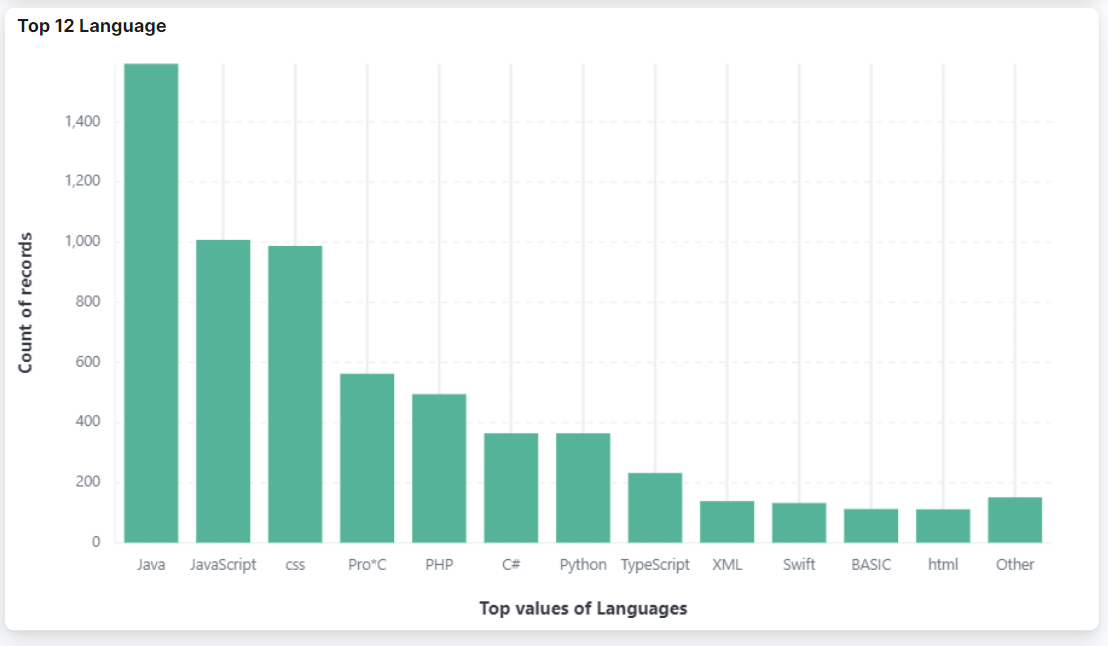 Top 12 Language
Count of records
1,400
1,200
1,000
800
600
400
200
0
Java JavaScript css Pro*C PHP C# Python TypeScript XML Swift BASIC html Other
Top values of Languages